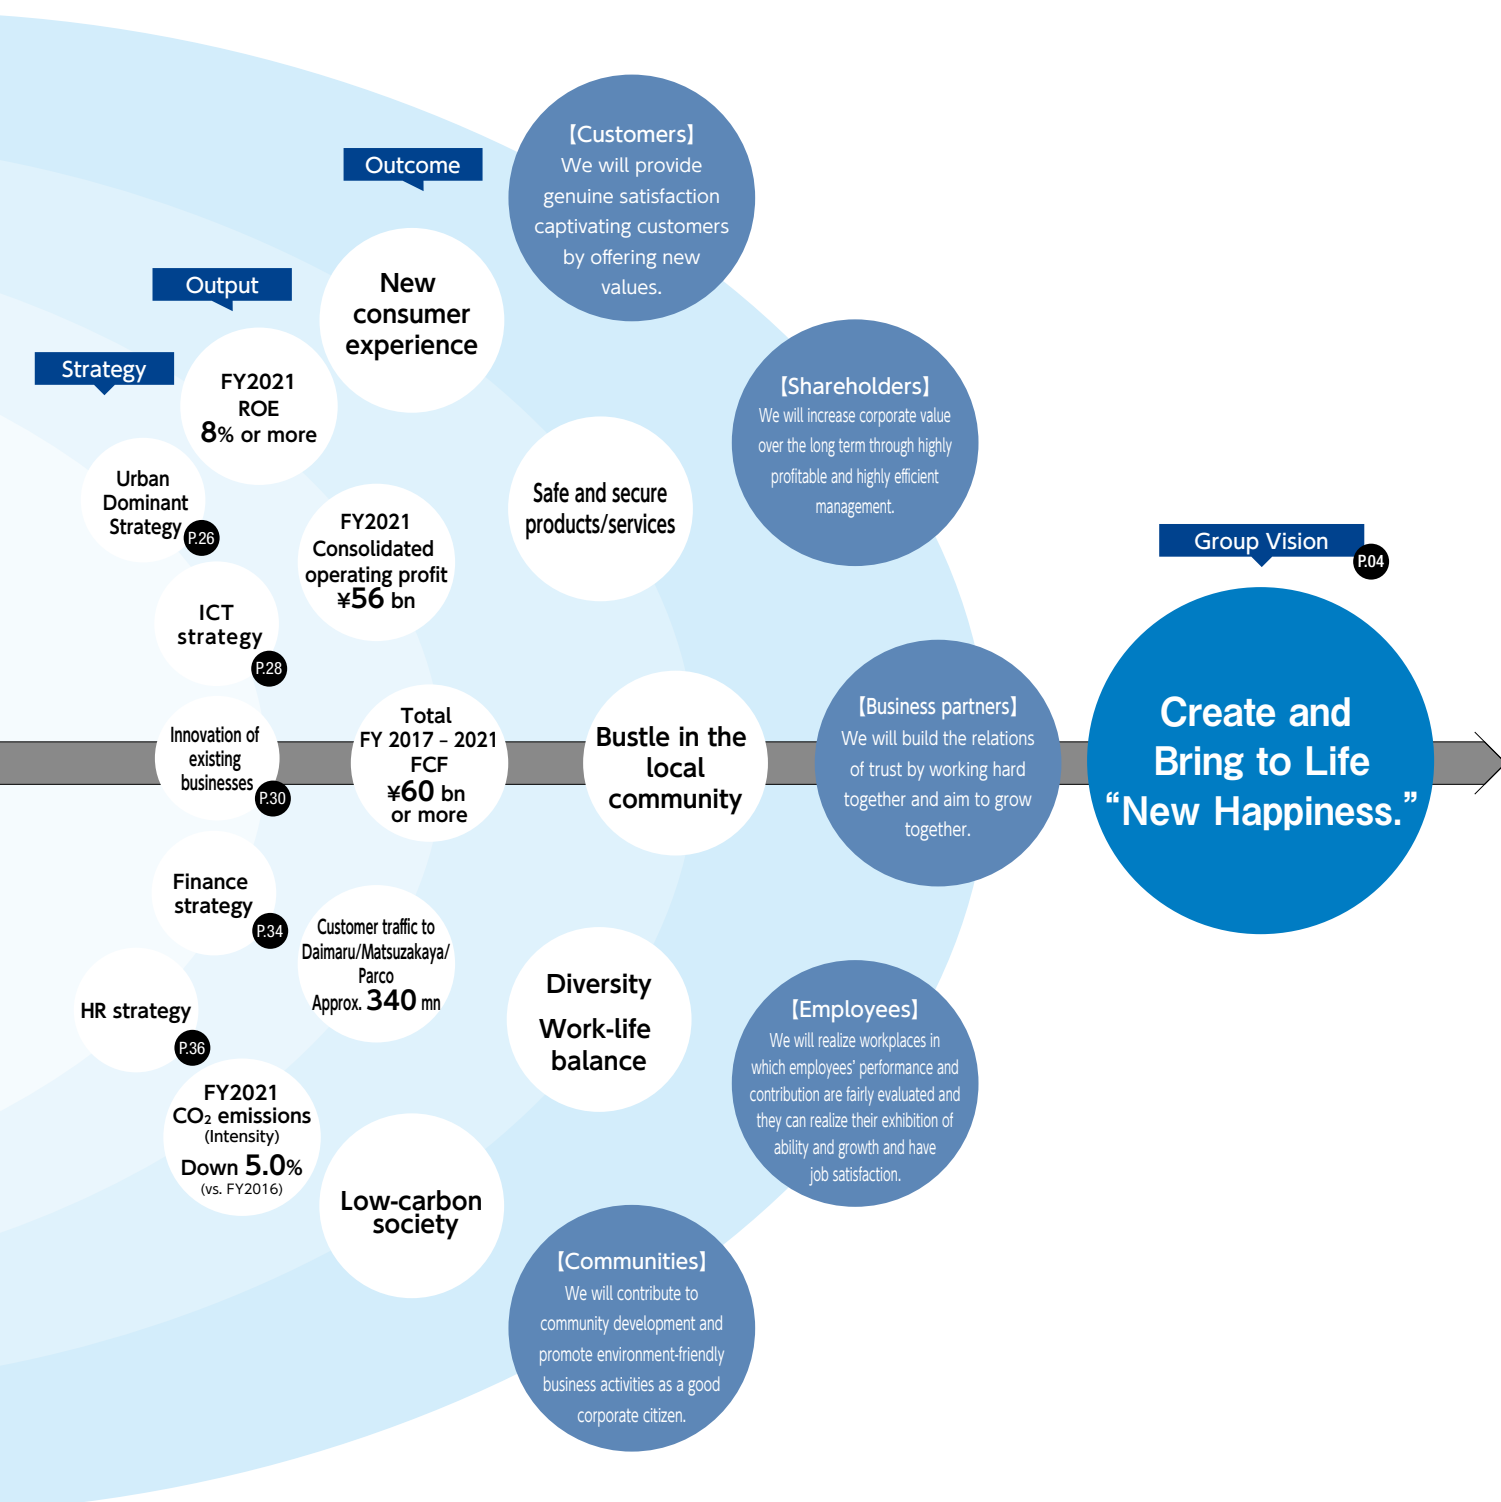 Strategy
Urban
Dominant
Strategy
P.26
ICT
strategy
P.28
Innovation of
existing
businesses
P.30
Finance
strategy
P.34
HR strategy
P.36
Output
FY2021
ROE
8% or more
FY2021
Consolidated
operating profit
¥56 bn
Total
FY 2017 – 2021
FCF
¥60 bn
or more
Customer traffic to
Daimaru/Matsuzakaya/
Parco
Approx. 340 mn
FY2021
CO₂ emissions
(Intensity)
Down 5.0%
(vs. FY2016)
Outcome
New
consumer
experience
Safe and secure
products/services
Bustle in the
local
community
Diversity
Work-life
balance
Low-carbon
society
【Customers】
We will provide
genuine satisfaction
captivating customers
by offering new
values.
【Shareholders】
We will increase corporate value
over the long term through highly
profitable and highly efficient
management.
【Business partners】
We will build the relations
of trust by working hard
together and aim to grow
together.
【Employees】
We will realize workplaces in
which employees’ performance and
contribution are fairly evaluated and
they can realize their exhibition of
ability and growth and have
job satisfaction.
【Communities】
We will contribute to
community development and
promote environment-friendly
business activities as a good
corporate citizen.
Group Vision
P.04
Create and
Bring to Life
“New Happiness.”